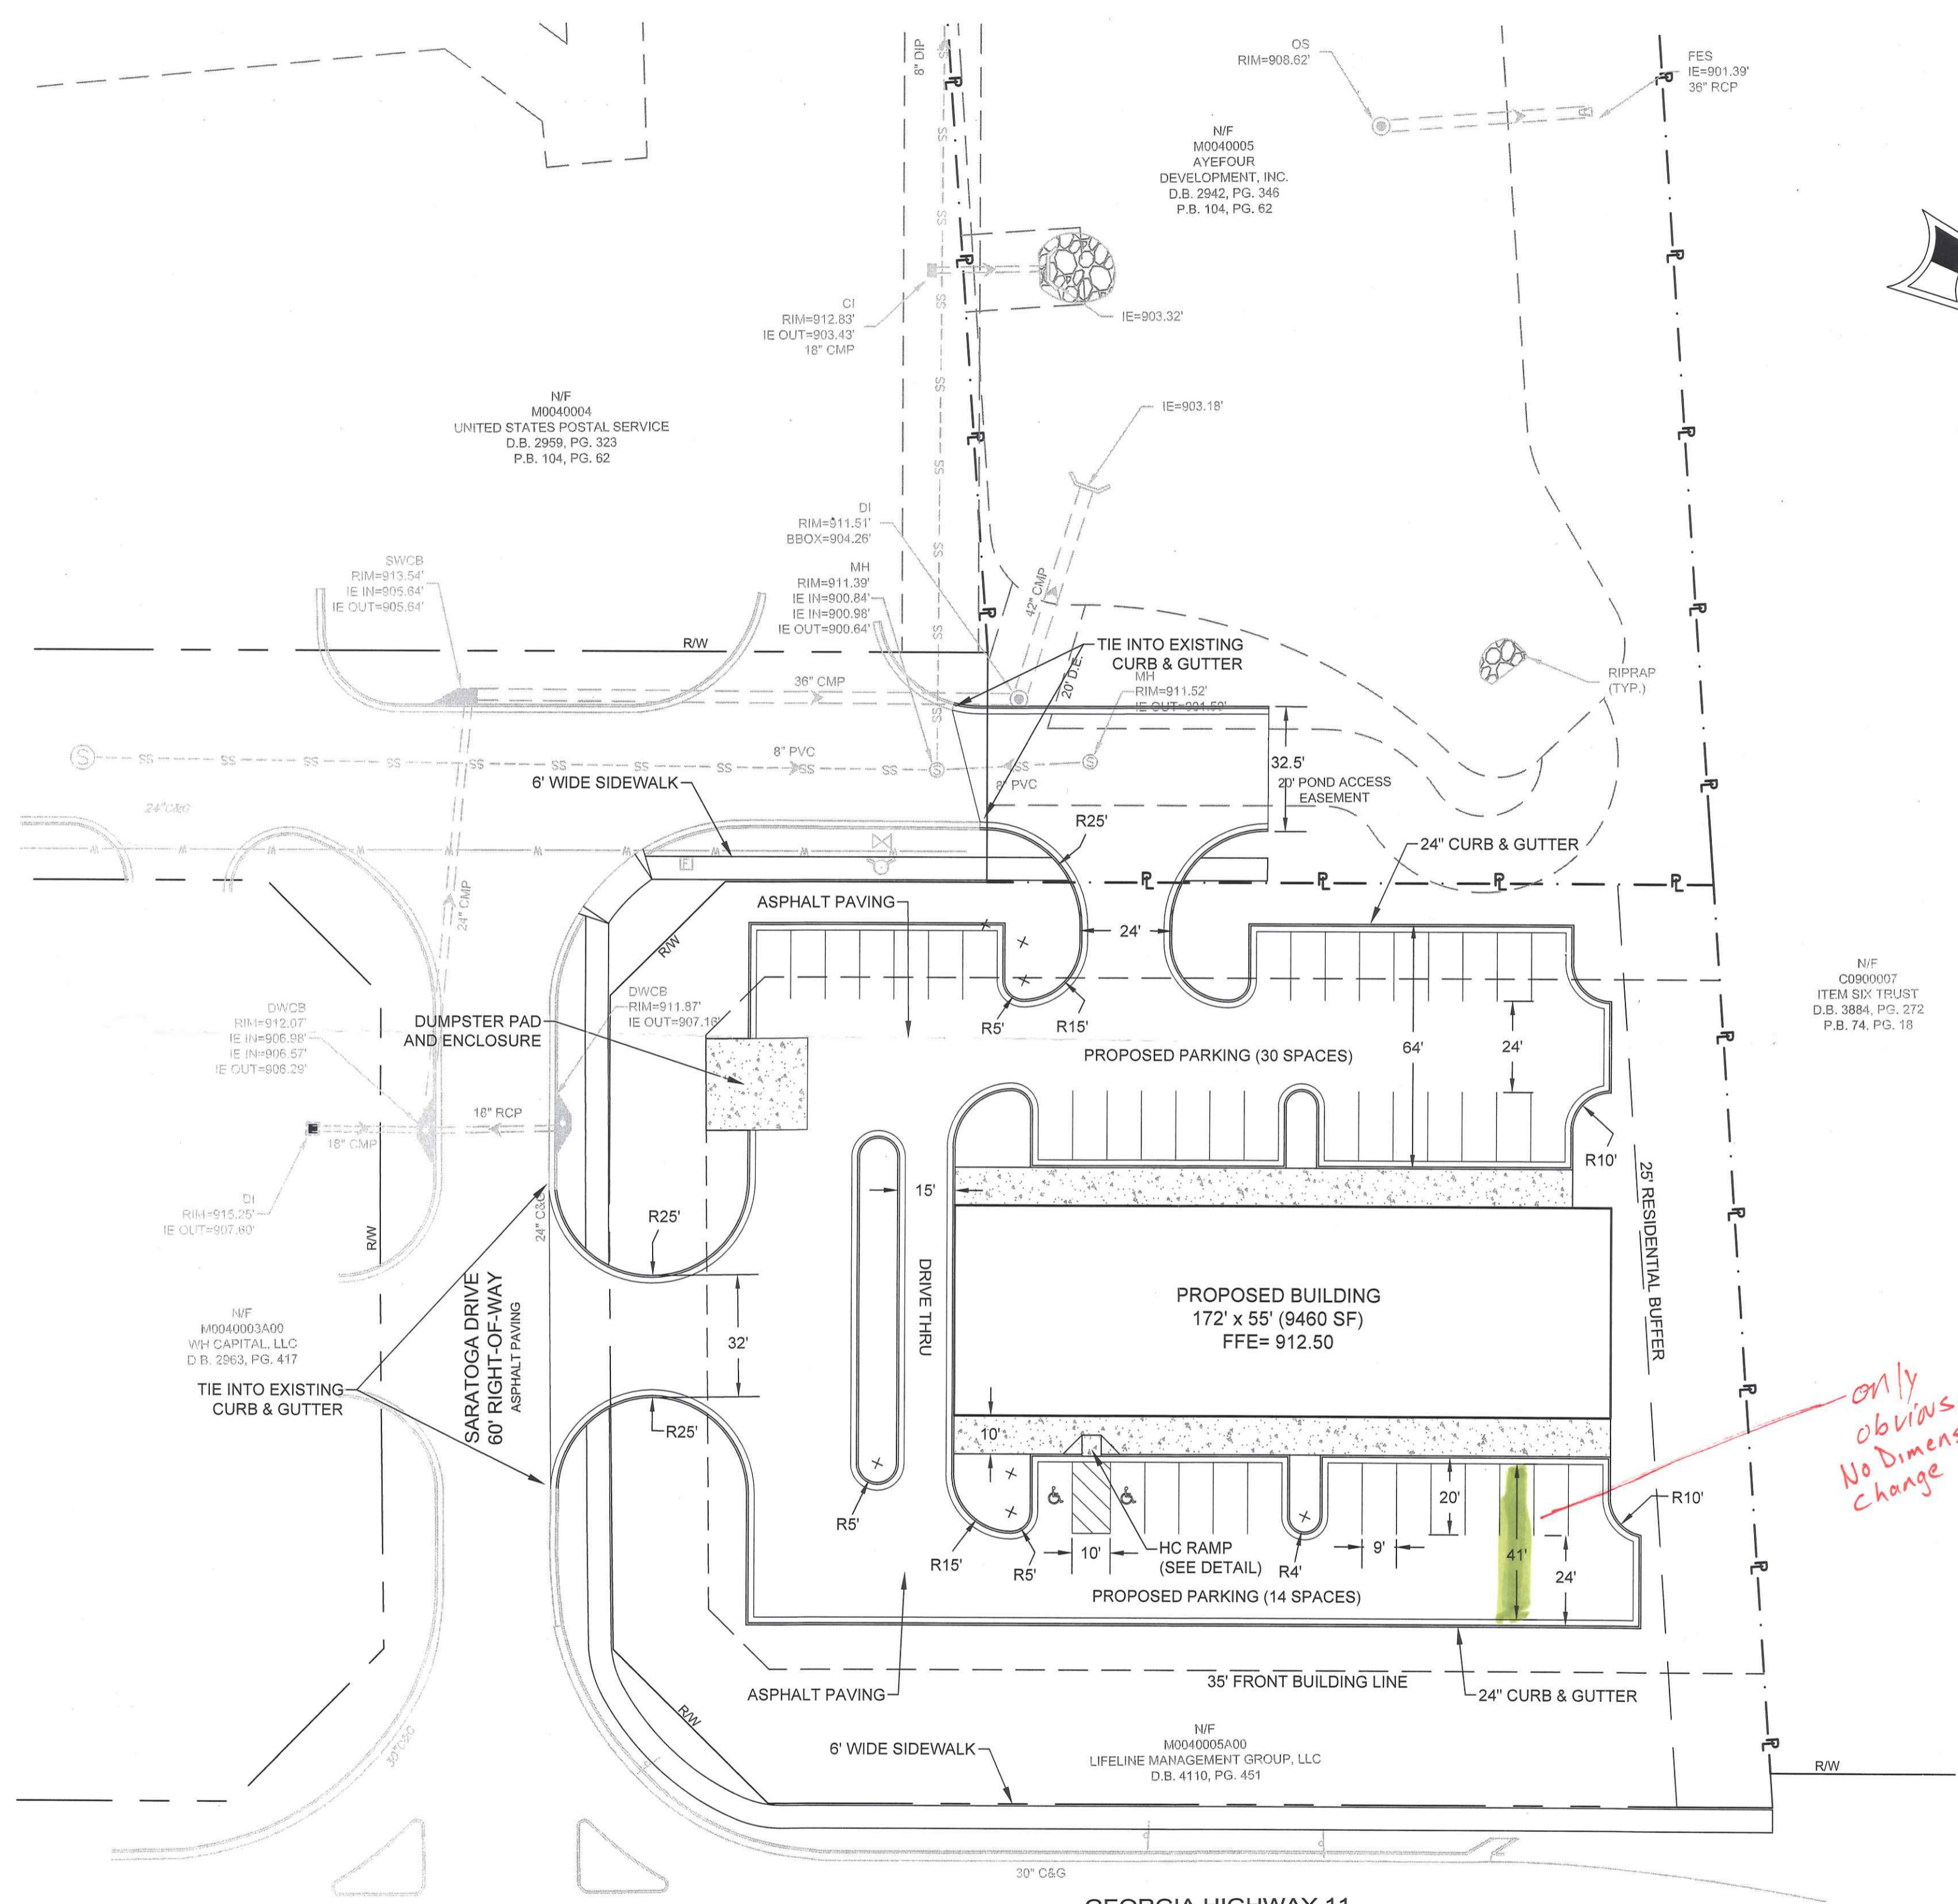 8" DIP
OS
RIM=908.62'
FES
IE=901.39'
36" RCP
N/F
M0040005
AYEFOUR
DEVELOPMENT, INC.
D.B. 2942, PG. 346
P.B. 104, PG. 62
CI
RIM=912.83'
IE OUT=903.43'
18" CMP
IE=903.32'
N/F
M0040004
UNITED STATES POSTAL SERVICE
D.B. 2959, PG. 323
P.B. 104, PG. 62
IE=903.18'
DI
RIM=911.51'
BBOX=904.26'
SWCB
RIM=913.54'
IE IN=905.64'
IE OUT=905.64'
MH
RIM=911.39'
IE IN=900.84'
IE IN=900.98'
IE OUT=900.64'
42" CMP
R/W
TIE INTO EXISTING
CURB & GUTTER
20' D.E.
MH
RIM=911.52'
36" CMP
RIPRAP
(TYP.)
8" PVC
8" PVC
32.5'
20' POND ACCESS
EASEMENT
6' WIDE SIDEWALK
24" C&G
R25'
24" CURB & GUTTER
24" CMP
ASPHALT PAVING
R/W
24'
N/F
C0900007
ITEM SIX TRUST
D.B. 3884, PG. 272
P.B. 74, PG. 18
DWCB
RIM=911.87'
IE OUT=907.16'
DWCB
RIM=912.07'
IE IN=906.98'
IE IN=906.57'
IE OUT=906.29'
DUMPSTER PAD
AND ENCLOSURE
R5'
R15'
PROPOSED PARKING (30 SPACES)
64'
24'
18" RCP
18" CMP
R10'
DI
RIM=915.25'
IE OUT=907.60'
R/W
24" C&G
15'
R25'
25' RESIDENTIAL BUFFER
SARATOGA DRIVE
60' RIGHT-OF-WAY
ASPHALT PAVING
DRIVE THRU
PROPOSED BUILDING
172' x 55' (9460 SF)
FFE= 912.50
32'
N/F
M0040003A00
WH CAPITAL, LLC
D.B. 2963, PG. 417
TIE INTO EXISTING
CURB & GUTTER
R25'
10'
only
obvious
No Dimens
Change
20'
R10'
R5'
R15'
R5'
10'
HC RAMP
(SEE DETAIL)
R4'
9'
41'
24'
PROPOSED PARKING (14 SPACES)
35' FRONT BUILDING LINE
ASPHALT PAVING
24" CURB & GUTTER
R/W
30" C&G
6' WIDE SIDEWALK
N/F
M0040005A00
LIFELINE MANAGEMENT GROUP, LLC
D.B. 4110, PG. 451
R/W
30" C&G
GEORGIA HIGHWAY 11